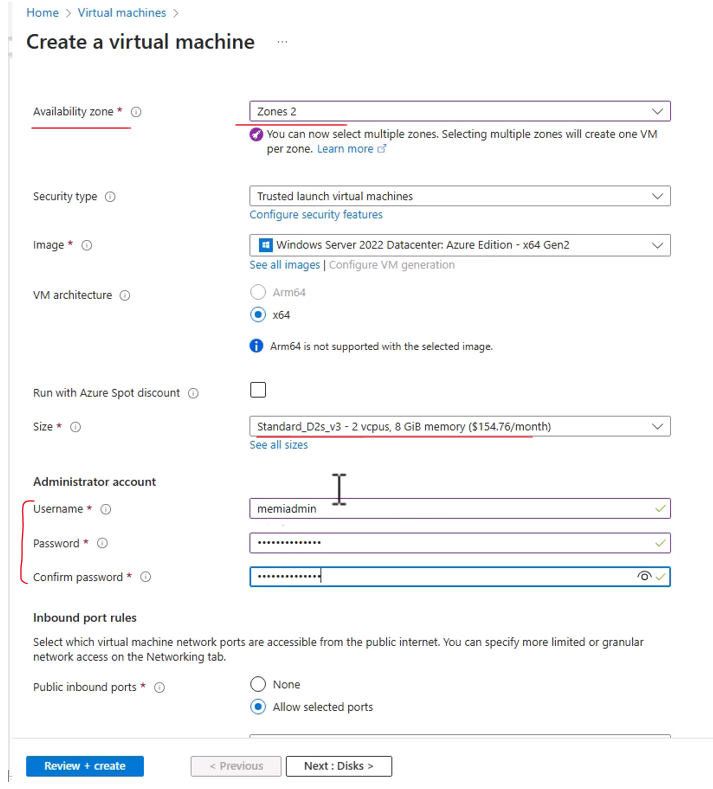 Home > Virtual machines >
Create a virtual machine ...
Availability zone *
Zones 2
You can now select multiple zones. Selecting multiple zones will create one VM
per zone. Learn more
Security type
Trusted launch virtual machines
Configure security features
Image *
Windows Server 2022 Datacenter: Azure Edition - x64 Gen2
See all images | Configure VM generation
VM architecture
Arm64
x64
Arm64 is not supported with the selected image.
Run with Azure Spot discount
Size *
Standard_D2s_v3 - 2 vcpus, 8 GiB memory ($154.76/month)
See all sizes
Administrator account
Username *
memiadmin
Password *
••••••••••••••
Confirm password *
••••••••••••••
Inbound port rules
Select which virtual machine network ports are accessible from the public internet. You can specify more limited or granular
network access on the Networking tab.
Public inbound ports *
None
Allow selected ports
Review + create
< Previous
Next : Disks >